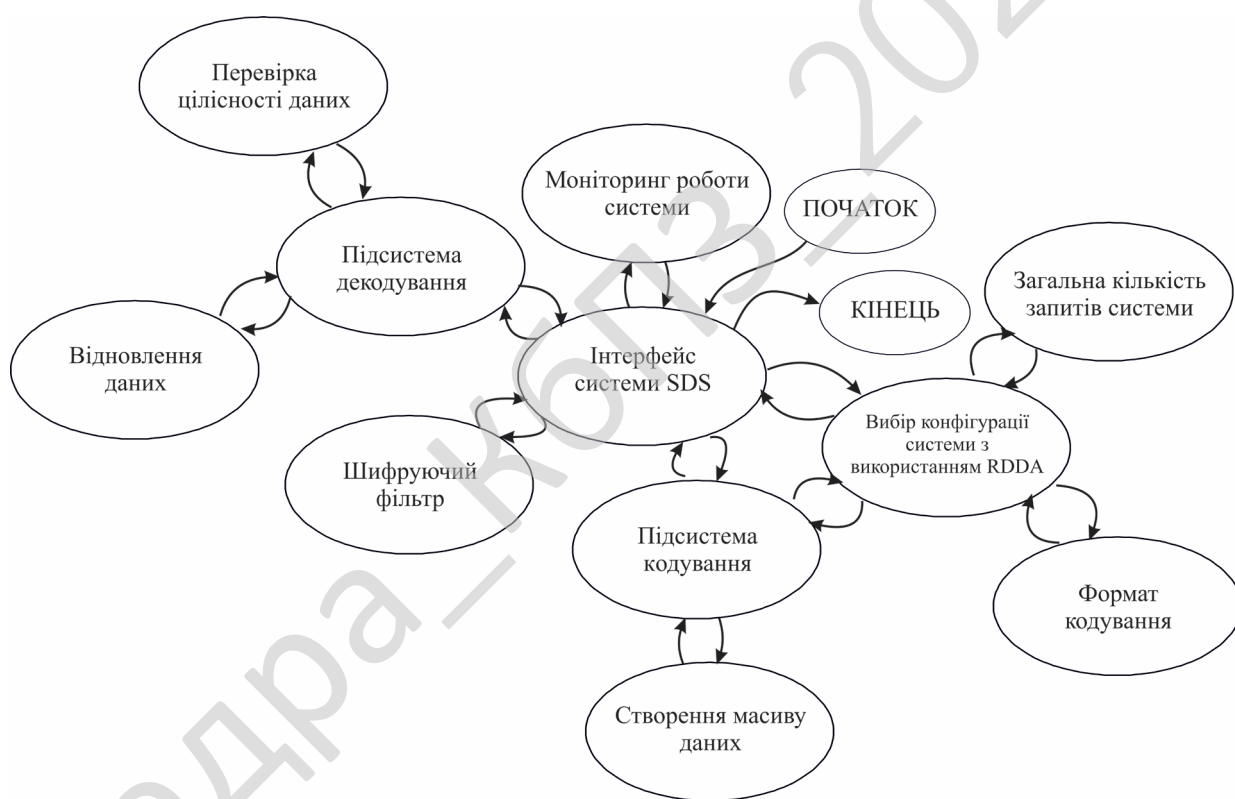 Перевірка
цілісності даних
Моніторинг роботи
системи
ПОЧАТОК
Підсистема
декодування
Загальна кількість
запитів системи
КІНЕЦЬ
Відновлення
даних
Інтерфейс
системи SDS
Вибір конфігурації
системи з
використанням RDDA
Шифруючий
фільтр
Підсистема
кодування
Формат
кодування
Створення масиву
даних